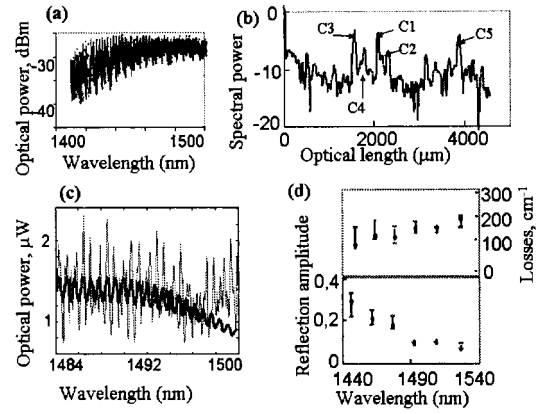 (a)
Optical power, dBm
-30
-40
1400
1500
Wavelength (nm)
(b)
Spectral power
0
-10
-20
C3
C1
C2
C5
C4
0
2000
4000
Optical length (μm)
(c)
Optical power, μW
2
1
1484
1492
1500
Wavelength (nm)
(d)
Reflection amplitude
0,4
0,2
0
Losses, cm⁻¹
300
200
100
0
1440
1490
1540
Wavelength (nm)